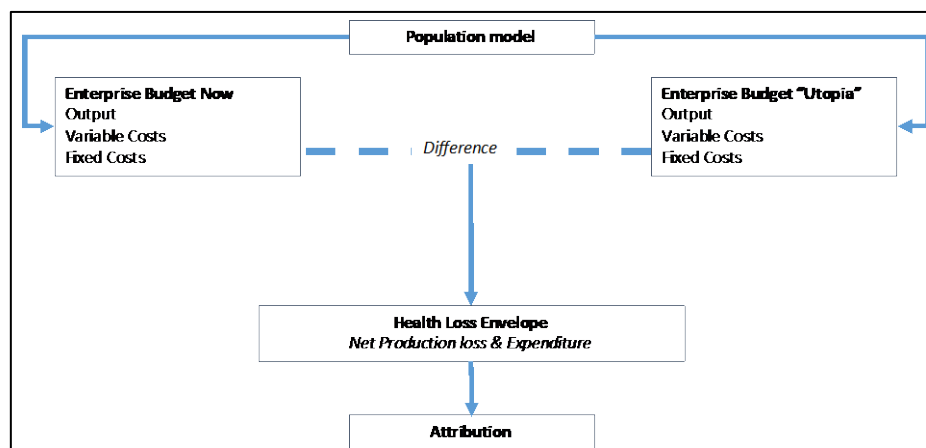 Population model
Enterprise Budget Now
Output
Variable Costs
Fixed Costs
Enterprise Budget “Utopia”
Output
Variable Costs
Fixed Costs
Difference
Health Loss Envelope
Net Production loss & Expenditure
Attribution